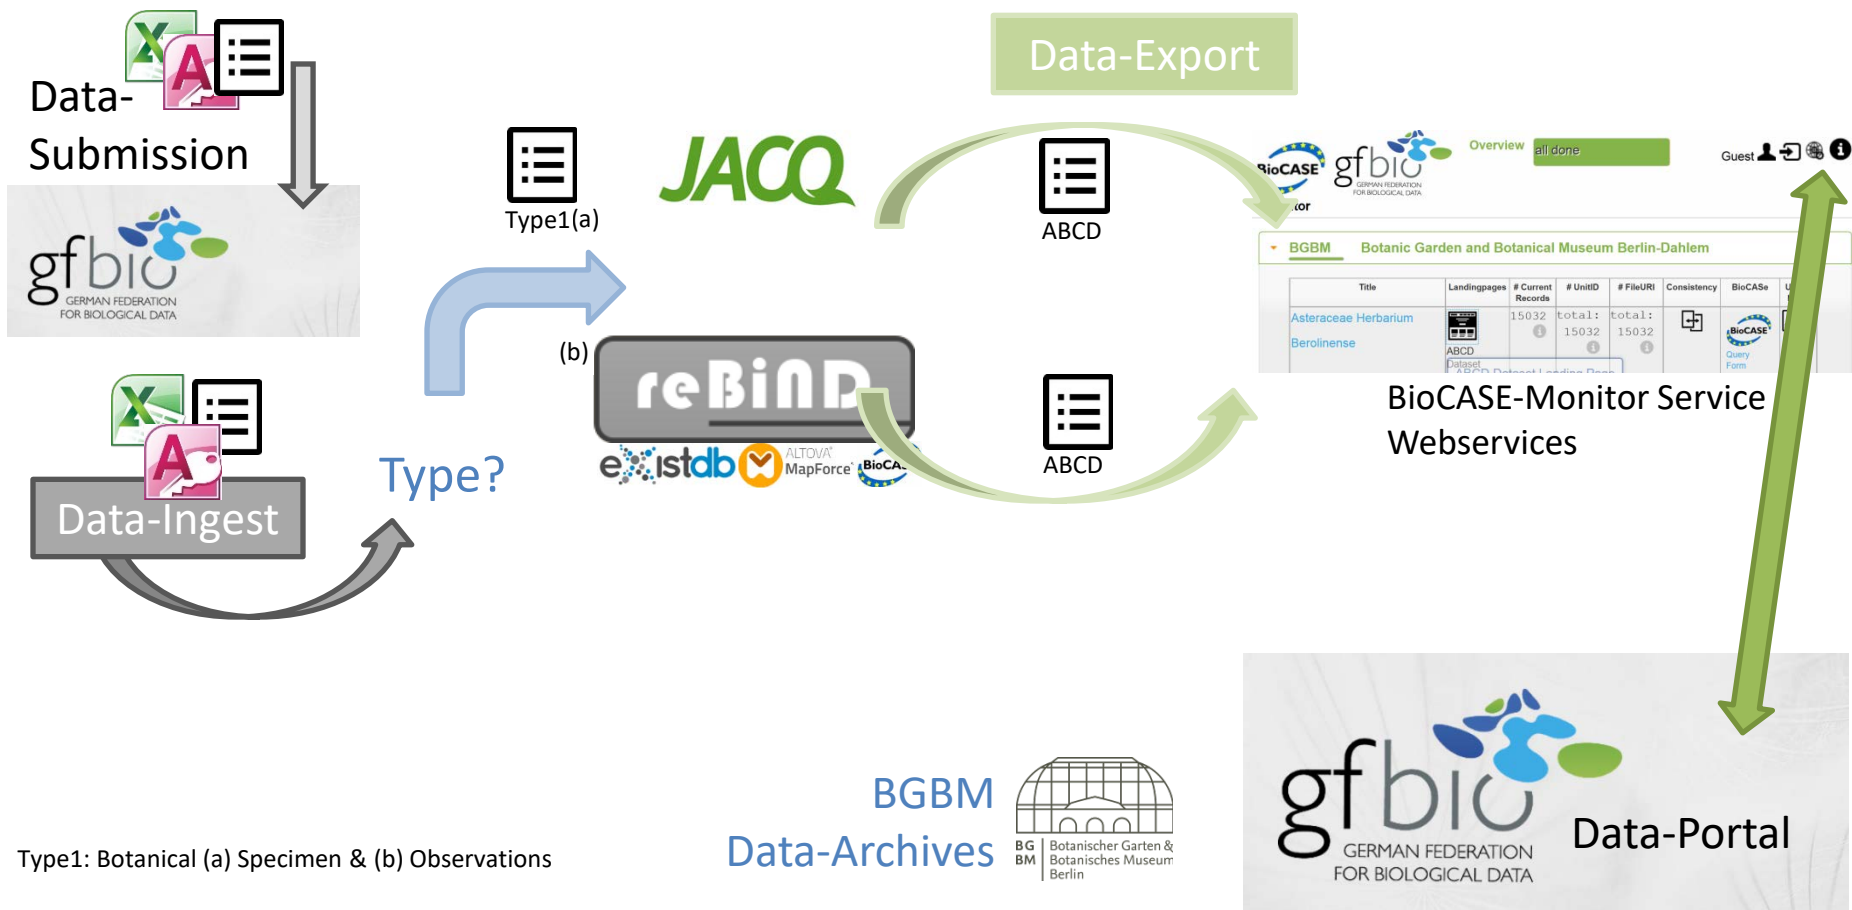 Data-
Submission
gfbio
GERMAN FEDERATION
FOR BIOLOGICAL DATA
Data-Ingest
Type?
Type1(a)
JACQ
(b)
reBiND
existdb
ALTOVA®
MapForce®
Data-Export
ABCD
ABCD
BioCASE
gfbio
GERMAN FEDERATION
FOR BIOLOGICAL DATA
Overview
all done
Guest
BGBM Botanic Garden and Botanical Museum Berlin-Dahlem
Title Landingpages # Current Records # UnitID # FileURI Consistency BioCASe
Asteraceae Herbarium
Berolinense
ABCD
Dataset
15032
total:
15032
total:
15032
BioCASE
Query
Form
BioCASE-Monitor Service
Webservices
BGBM
Data-Archives
BG
BM
Botanischer Garten &
Botanisches Museum
Berlin
gfbio
GERMAN FEDERATION
FOR BIOLOGICAL DATA
Data-Portal
Type1: Botanical (a) Specimen & (b) Observations